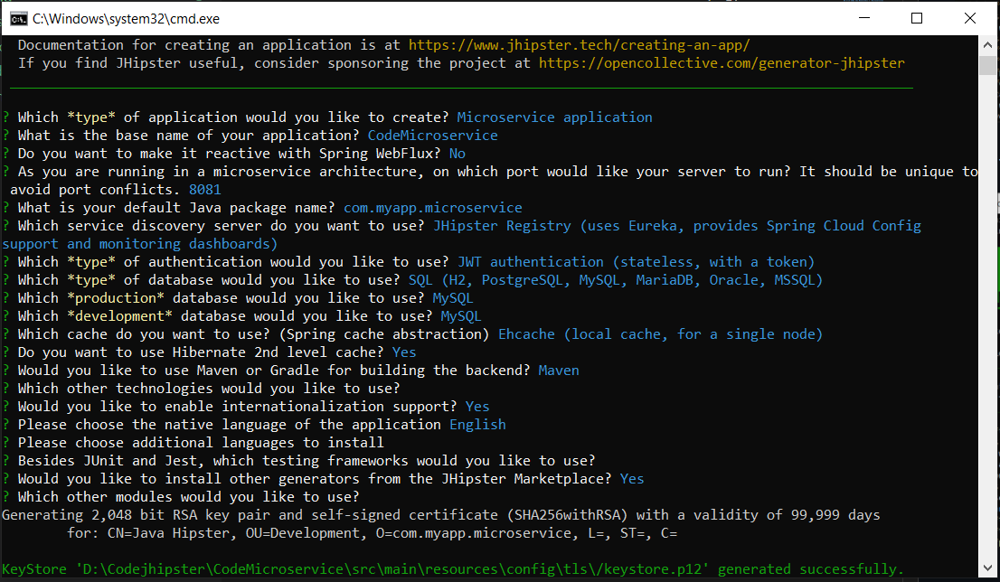 C:\Windows\system32\cmd.exe
Documentation for creating an application is at https://www.jhipster.tech/creating-an-app/
If you find JHipster useful, consider sponsoring the project at https://opencollective.com/generator-jhipster
? Which *type* of application would you like to create? Microservice application
? What is the base name of your application? CodeMicroservice
? Do you want to make it reactive with Spring WebFlux? No
? As you are running in a microservice architecture, on which port would like your server to run? It should be unique to
avoid port conflicts. 8081
? What is your default Java package name? com.myapp.microservice
? Which service discovery server do you want to use? JHipster Registry (uses Eureka, provides Spring Cloud Config
support and monitoring dashboards)
? Which *type* of authentication would you like to use? JWT authentication (stateless, with a token)
? Which *type* of database would you like to use? SQL (H2, PostgreSQL, MySQL, MariaDB, Oracle, MSSQL)
? Which *production* database would you like to use? MySQL
? Which *development* database would you like to use? MySQL
? Which cache do you want to use? (Spring cache abstraction) Ehcache (local cache, for a single node)
? Do you want to use Hibernate 2nd level cache? Yes
? Would you like to use Maven or Gradle for building the backend? Maven
? Which other technologies would you like to use?
? Would you like to enable internationalization support? Yes
? Please choose the native language of the application English
? Please choose additional languages to install
? Besides JUnit and Jest, which testing frameworks would you like to use?
? Would you like to install other generators from the JHipster Marketplace? Yes
? Which other modules would you like to use?
Generating 2,048 bit RSA key pair and self-signed certificate (SHA256withRSA) with a validity of 99,999 days
for: CN=Java Hipster, OU=Development, O=com.myapp.microservice, L=, ST=, C=
KeyStore 'D:\Codejhipster\CodeMicroservice\src\main\resources\config\tls\/keystore.p12' generated successfully.